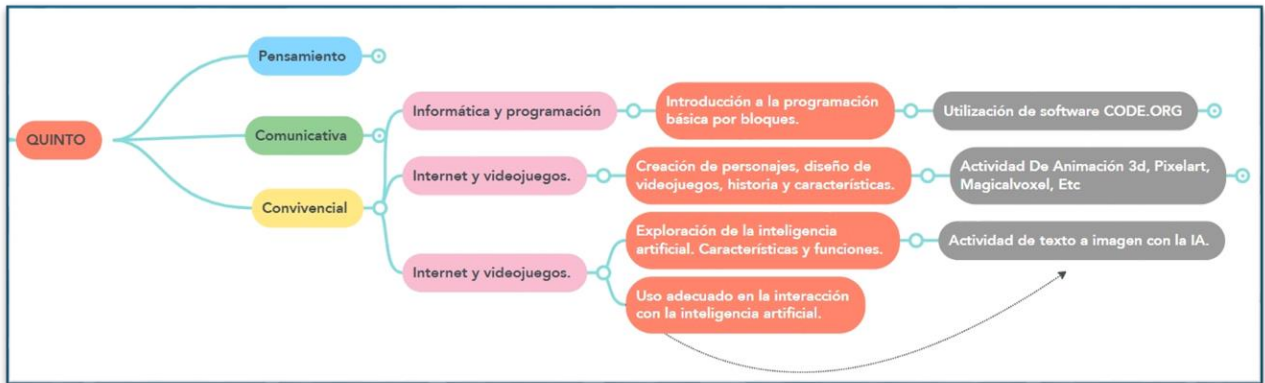 QUINTO
Pensamiento
Comunicativa
Convivencial
Informática y programación
Introducción a la programación
básica por bloques.
Utilización de software CODE.ORG
Internet y videojuegos.
Creación de personajes, diseño de
videojuegos, historia y características.
Actividad De Animación 3d, Pixelart,
Magicalvoxel, Etc
Internet y videojuegos.
Exploración de la inteligencia
artificial. Características y funciones.
Actividad de texto a imagen con la IA.
Uso adecuado en la interacción
con la inteligencia artificial.